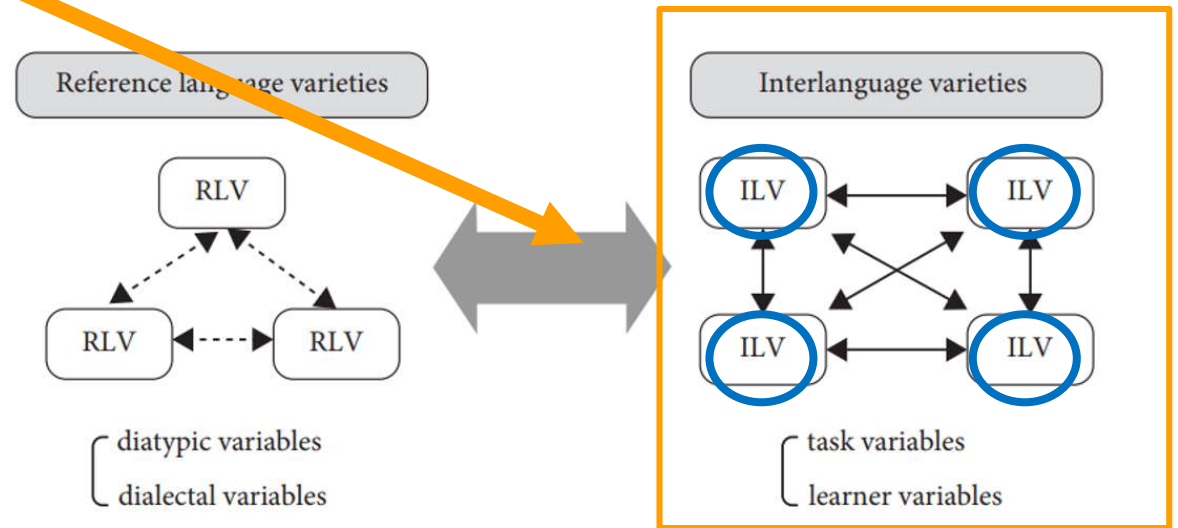 Reference language varieties
RLV
RLV
RLV
diatypic variables
dialectal variables
Interlanguage varieties
ILV
ILV
ILV
ILV
task variables
learner variables